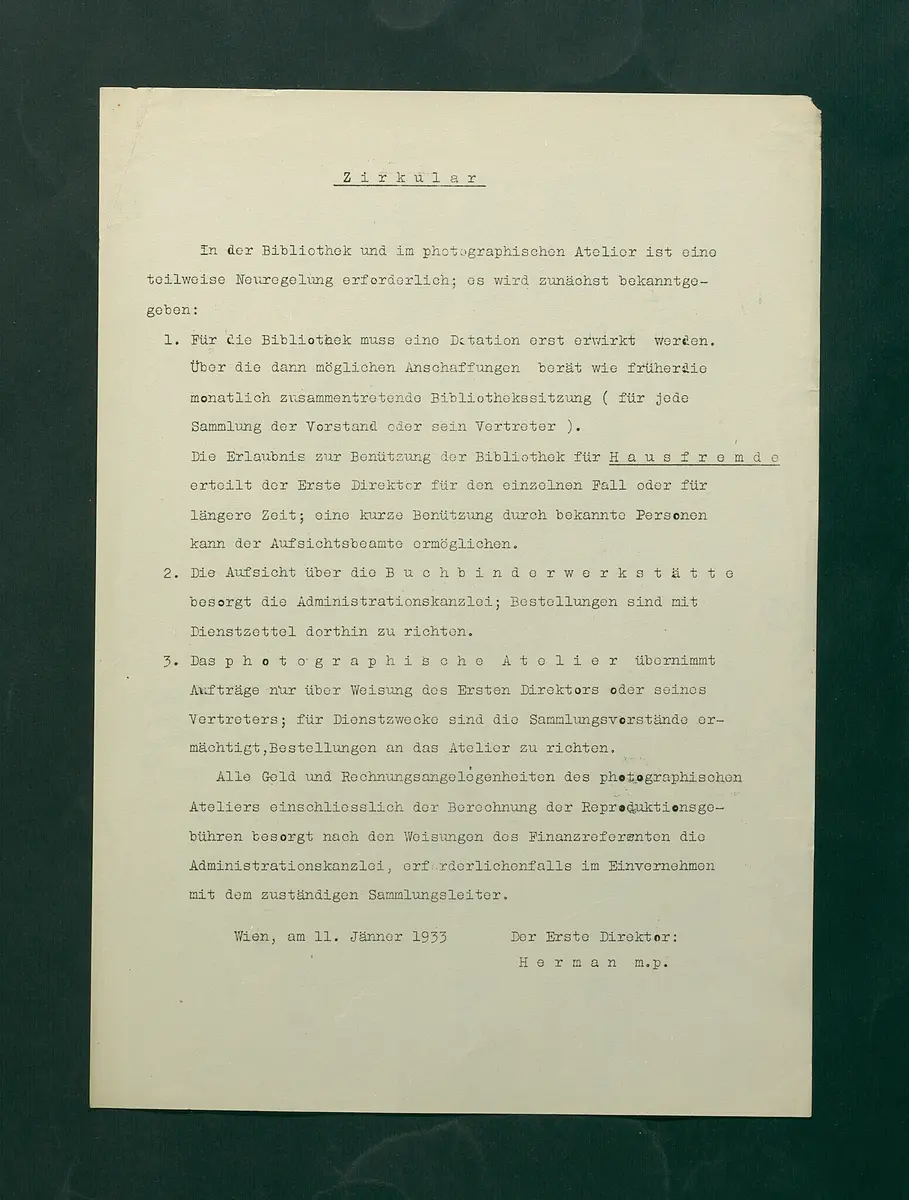 Z i r k u l a r
In der Bibliothek und im photographischen Atelier ist eine
teilweise Neuregelung erforderlich; es wird zunächst bekanntge-
geben:
1. Für die Bibliothek muss eine Dotation erst erwirkt werden.
Über die dann möglichen Anschaffungen berät wie früherdie
monatlich zusammentretende Bibliothekssitzung ( für jede
Sammlung der Vorstand oder sein Vertreter ).
Die Erlaubnis zur Benützung der Bibliothek für H a u s f r e m d e
erteilt der Erste Direktor für den einzelnen Fall oder für
längere Zeit; eine kurze Benützung durch bekannte Personen
kann der Aufsichtsbeamte ermöglichen.
2. Die Aufsicht über die B u c h b i n d e r w e r k s t ä t t e
besorgt die Administrationskanzlei; Bestellungen sind mit
Dienstzettel dorthin zu richten.
3. Das p h o t o g r a p h i s c h e A t e l i e r übernimmt
Aufträge nur über Weisung des Ersten Direktors oder seines
Vertreters; für Dienstzwecke sind die Sammlungsvorstände er-
mächtigt,Bestellungen an das Atelier zu richten.
Alle Geld und Rechnungsangelegenheiten des photographischen
Ateliers einschliesslich der Berechnung der Reproduktionsge-
bühren besorgt nach den Weisungen des Finanzreferenten die
Administrationskanzlei, erforderlichenfalls im Einvernehmen
mit dem zuständigen Sammlungsleiter.
Wien, am 11. Jänner 1933 Der Erste Direktor:
H e r m a n m.p.